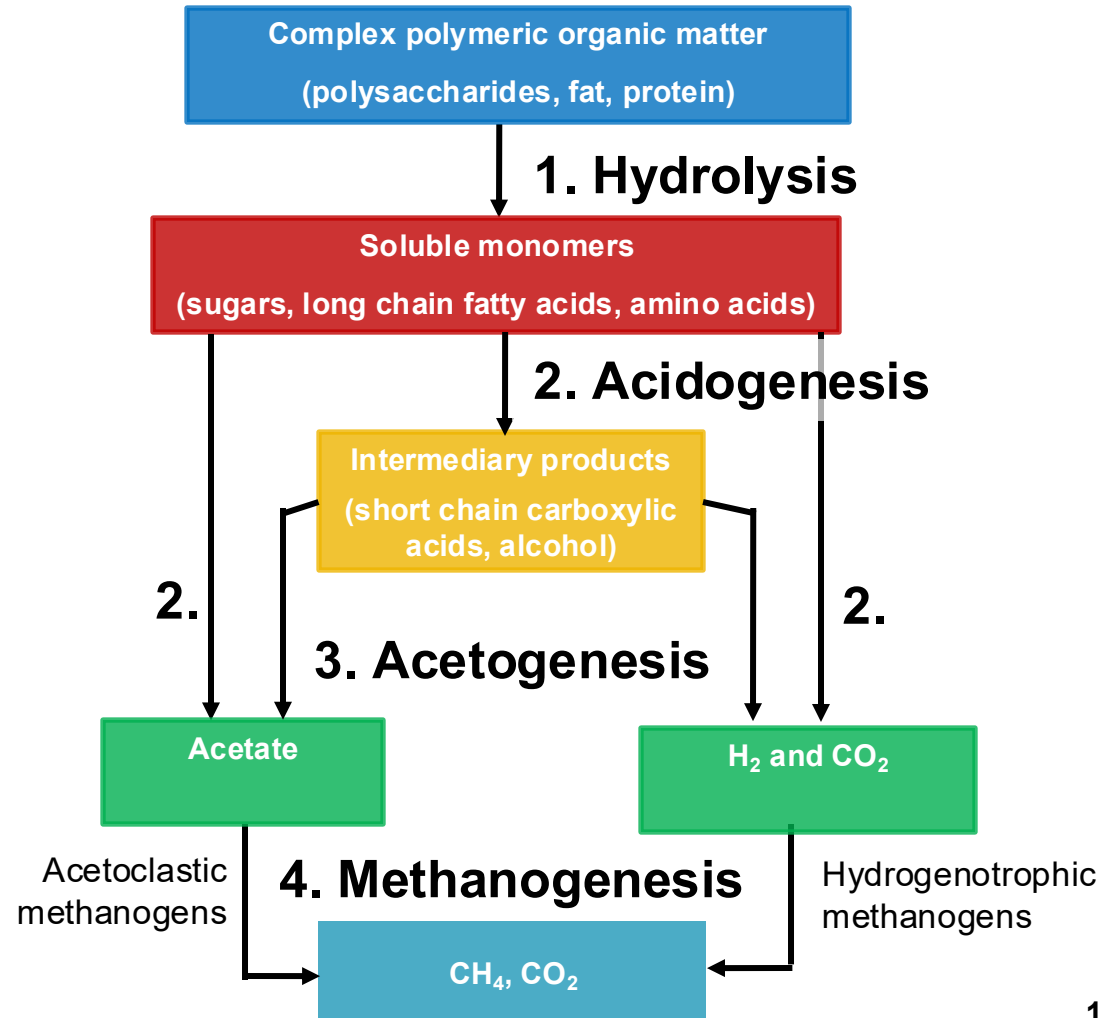 Complex polymeric organic matter
(polysaccharides, fat, protein)
1. Hydrolysis
Soluble monomers
(sugars, long chain fatty acids, amino acids)
2. Acidogenesis
Intermediary products
(short chain carboxylic
acids, alcohol)
2.
2.
3. Acetogenesis
Acetate
H₂ and CO₂
Acetoclastic
methanogens
4. Methanogenesis
Hydrogenotrophic
methanogens
CH₄, CO₂
1